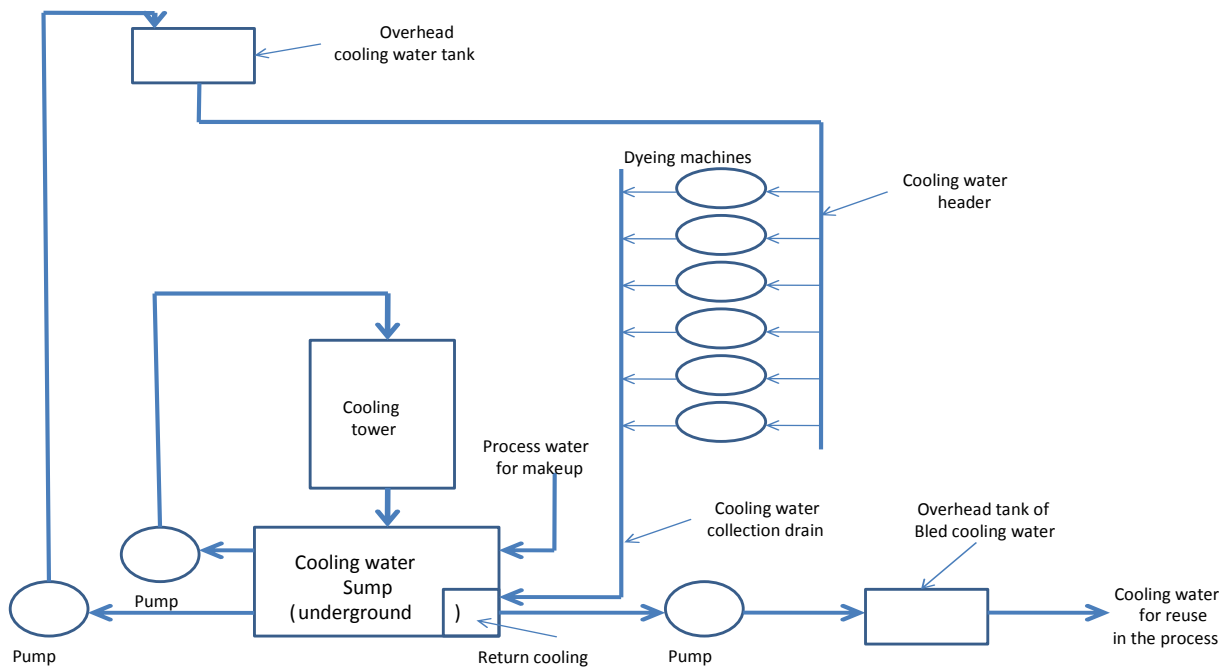 Overhead
cooling water tank
Dyeing machines
Cooling water
header
Cooling
tower
Process water
for makeup
Cooling water
collection drain
Overhead tank of
Bled cooling water
Cooling water
Sump
(underground )
Pump
Pump
Return cooling
Pump
Cooling water
for reuse
in the process